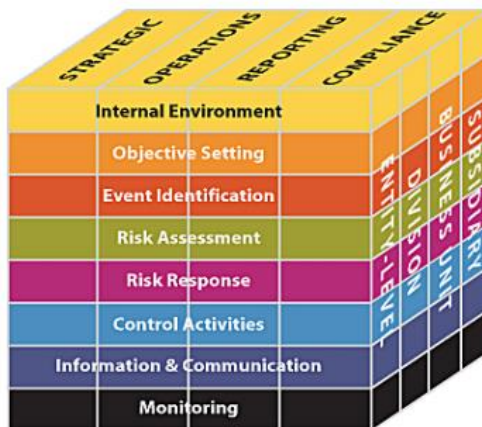 STRATEGIC
OPERATIONS
REPORTING
COMPLIANCE
Internal Environment
Objective Setting
Event Identification
Risk Assessment
Risk Response
Control Activities
Information & Communication
Monitoring
ENTITY-LEVEL
DIVISION
BUSINESS UNIT
SUBSIDIARY